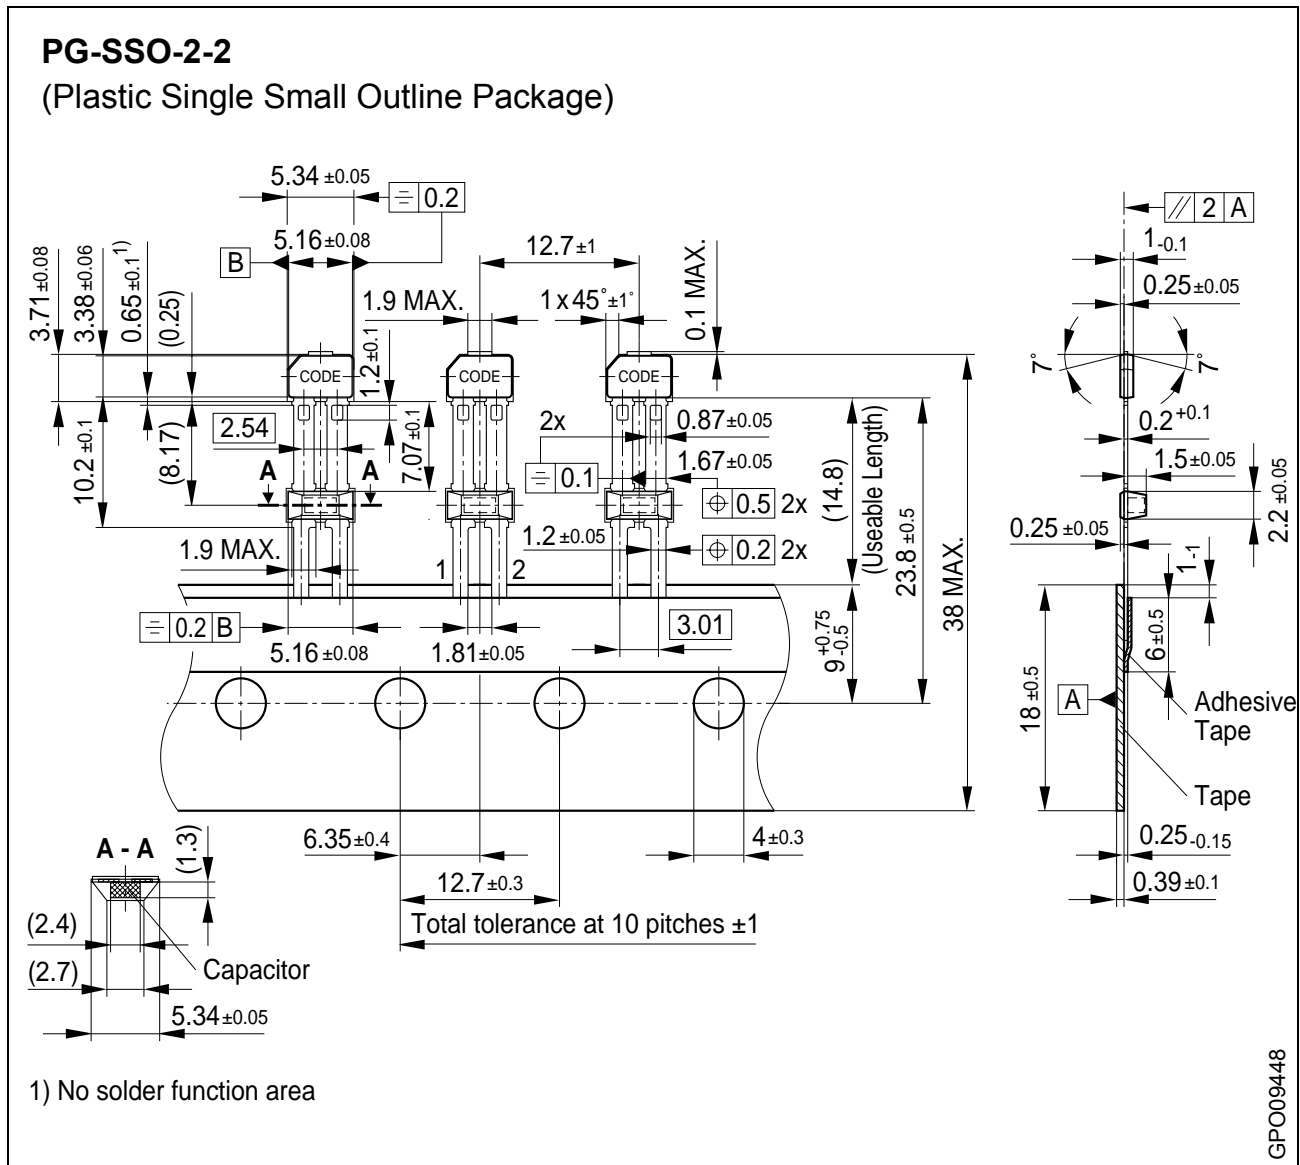 PG-SSO-2-2
(Plastic Single Small Outline Package)
5.34 ±0.05
⌯ 0.2
// 2 A
5.16 ±0.08
B
12.7 ±1
1 -0.1
3.71 ±0.08
3.38 ±0.06
0.65 ±0.1 1)
(0.25)
1.9 MAX.
1 x 45° ±1°
0.1 MAX.
0.25 ±0.05
1.2 ±0.1
7°
7°
CODE
CODE
CODE
2.54
2x
0.87 ±0.05
0.2 +0.1
10.2 ±0.1
(8.17)
7.07 ±0.1
A
A
⌯ 0.1
1.67 ±0.05
1.5 ±0.05
⌖ 0.5 2x
(14.8)
(Useable Length)
23.8 ±0.5
38 MAX.
2.2 ±0.05
1.9 MAX.
1.2 ±0.05
⌖ 0.2 2x
0.25 ±0.05
1 -1
1
2
⌯ 0.2 B
3.01
5.16 ±0.08
1.81 ±0.05
9 +0.75 -0.5
6 ±0.5
18 ±0.5
A
Adhesive
Tape
Tape
A - A
(1.3)
6.35 ±0.4
4 ±0.3
0.25 -0.15
12.7 ±0.3
0.39 ±0.1
(2.4)
Total tolerance at 10 pitches ±1
(2.7)
Capacitor
5.34 ±0.05
1) No solder function area
GPO09448